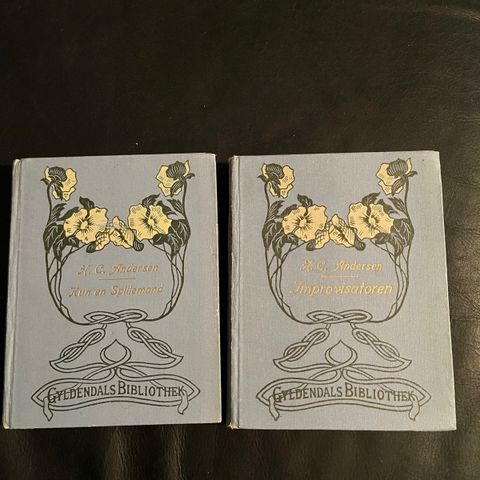 H. C. Andersen
Kun en Spillemand
GYLDENDALS BIBLIOTHEK
H. C. Andersen
Improvisatoren
GYLDENDALS BIBLIOTHEK